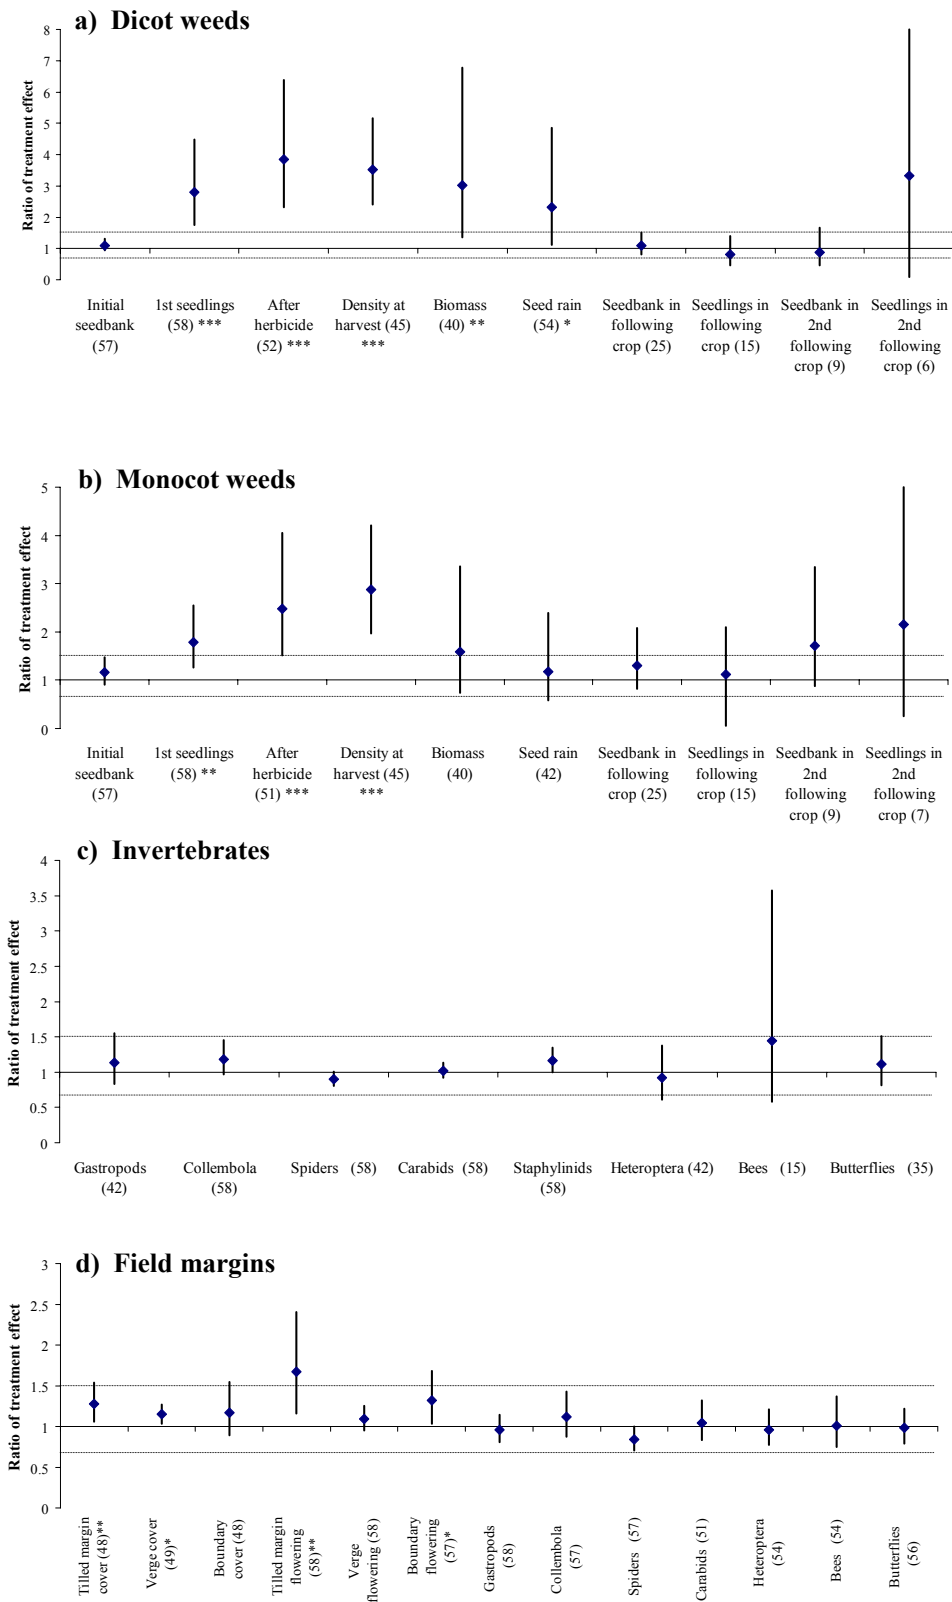 a) Dicot weeds
Ratio of treatment effect
8
7
6
5
4
3
2
1
0
Initial
seedbank
(57)
1st seedlings
(58) ***
After
herbicide
(52) ***
Density at
harvest (45)
***
Biomass
(40) **
Seed rain
(54) *
Seedbank in
following
crop (25)
Seedlings in
following
crop (15)
Seedbank in
2nd
following
crop (9)
Seedlings in
2nd
following
crop (6)
b) Monocot weeds
Ratio of treatment effect
5
4
3
2
1
0
Initial
seedbank
(57)
1st seedlings
(58) **
After
herbicide
(51) ***
Density at
harvest (45)
***
Biomass
(40)
Seed rain
(42)
Seedbank in
following
crop (25)
Seedlings in
following
crop (15)
Seedbank in
2nd
following
crop (9)
Seedlings in
2nd
following
crop (7)
c) Invertebrates
Ratio of treatment effect
4
3.5
3
2.5
2
1.5
1
0.5
0
Gastropods
(42)
Collembola
(58)
Spiders (58)
Carabids (58)
Staphylinids
(58)
Heteroptera (42)
Bees (15)
Butterflies (35)
d) Field margins
Ratio of treatment effect
3
2.5
2
1.5
1
0.5
0
Tilled margin
cover (48)**
Verge cover
(49)*
Boundary
cover (48)
Tilled margin
flowering
(58)**
Verge
flowering (58)
Boundary
flowering
(57)*
Gastropods
(58)
Collembola
(57)
Spiders (57)
Carabids (51)
Heteroptera
(54)
Bees (54)
Butterflies
(56)